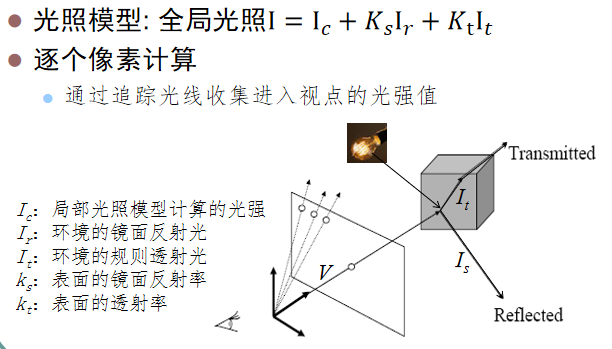 光照模型: 全局光照I = I_c + K_sI_r + K_tI_t
逐个像素计算
通过追踪光线收集进入视点的光强值
Transmitted
I_t
I_c: 局部光照模型计算的光强
I_r: 环境的镜面反射光
I_t: 环境的规则透射光
k_s: 表面的镜面反射率
k_t: 表面的透射率
V
I_s
Reflected